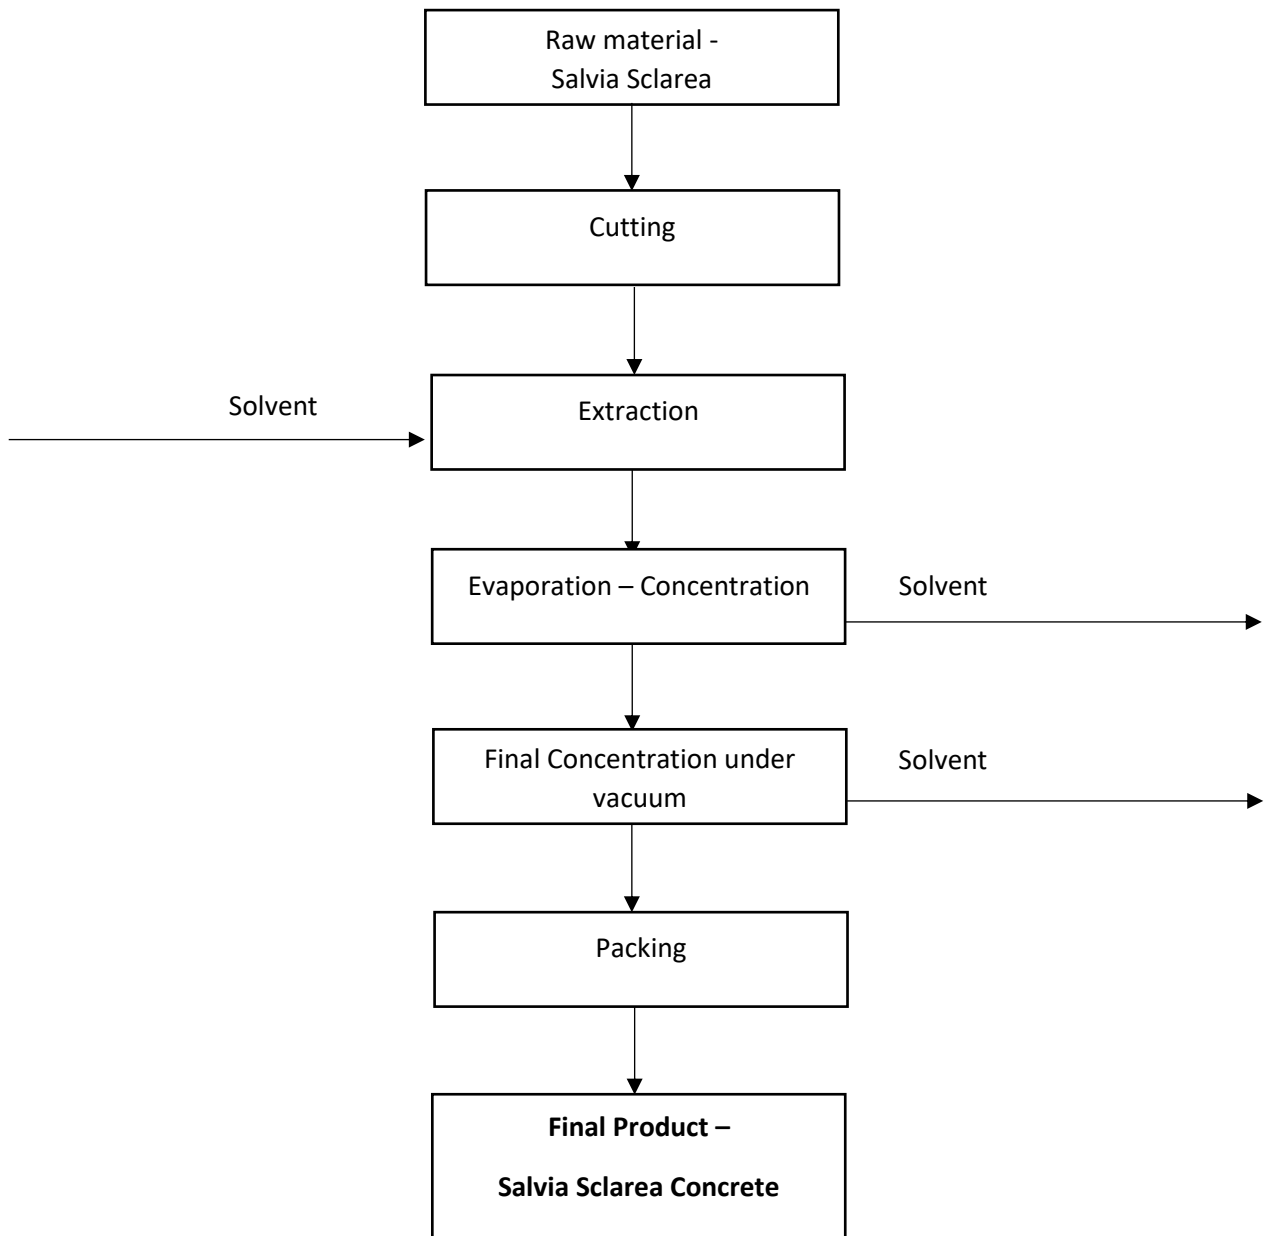 Raw material -
Salvia Sclarea
Cutting
Solvent
Extraction
Evaporation – Concentration
Solvent
Final Concentration under
vacuum
Solvent
Packing
Final Product –
Salvia Sclarea Concrete